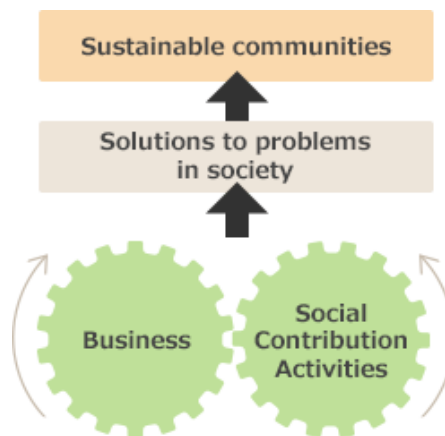 Sustainable communities
Solutions to problems
in society
Business
Social
Contribution
Activities